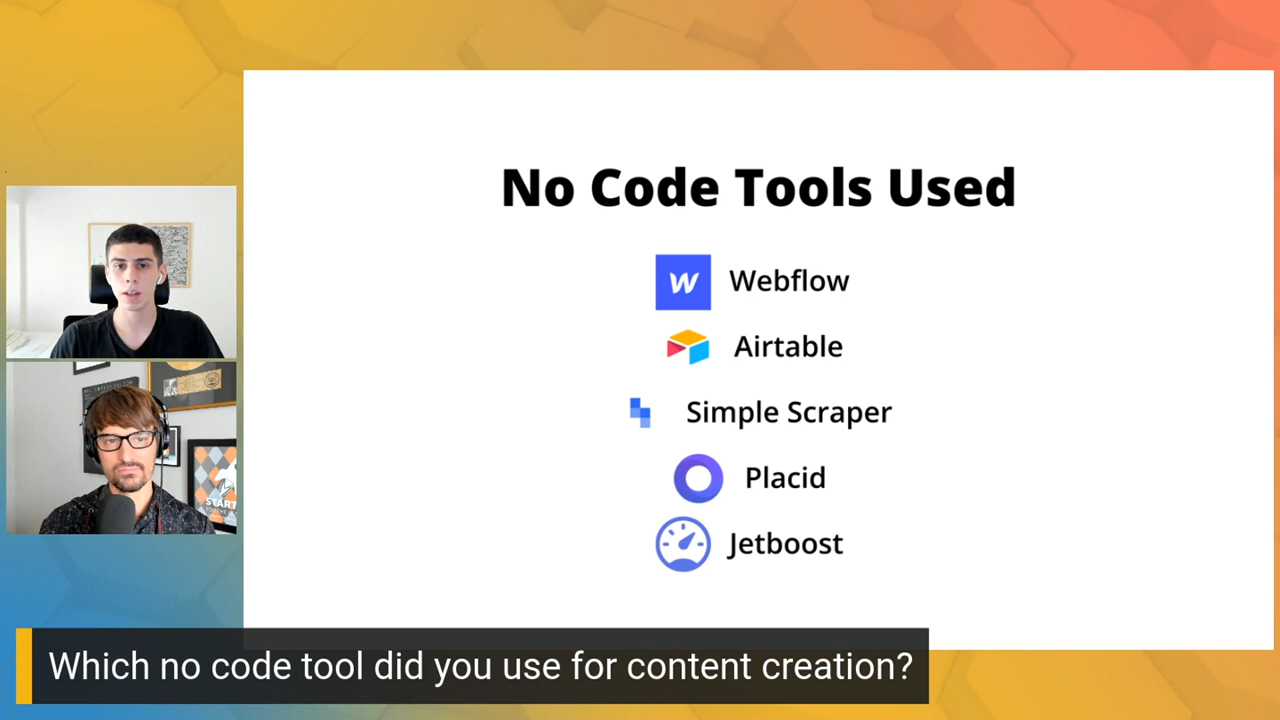 No Code Tools Used
W Webflow
Airtable
Simple Scraper
Placid
Jetboost
START
Which no code tool did you use for content creation?